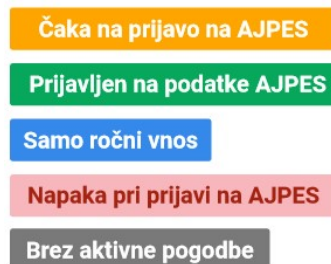 Čaka na prijavo na AJPES
Prijavljen na podatke AJPES
Samo ročni vnos
Napaka pri prijavi na AJPES
Brez aktivne pogodbe